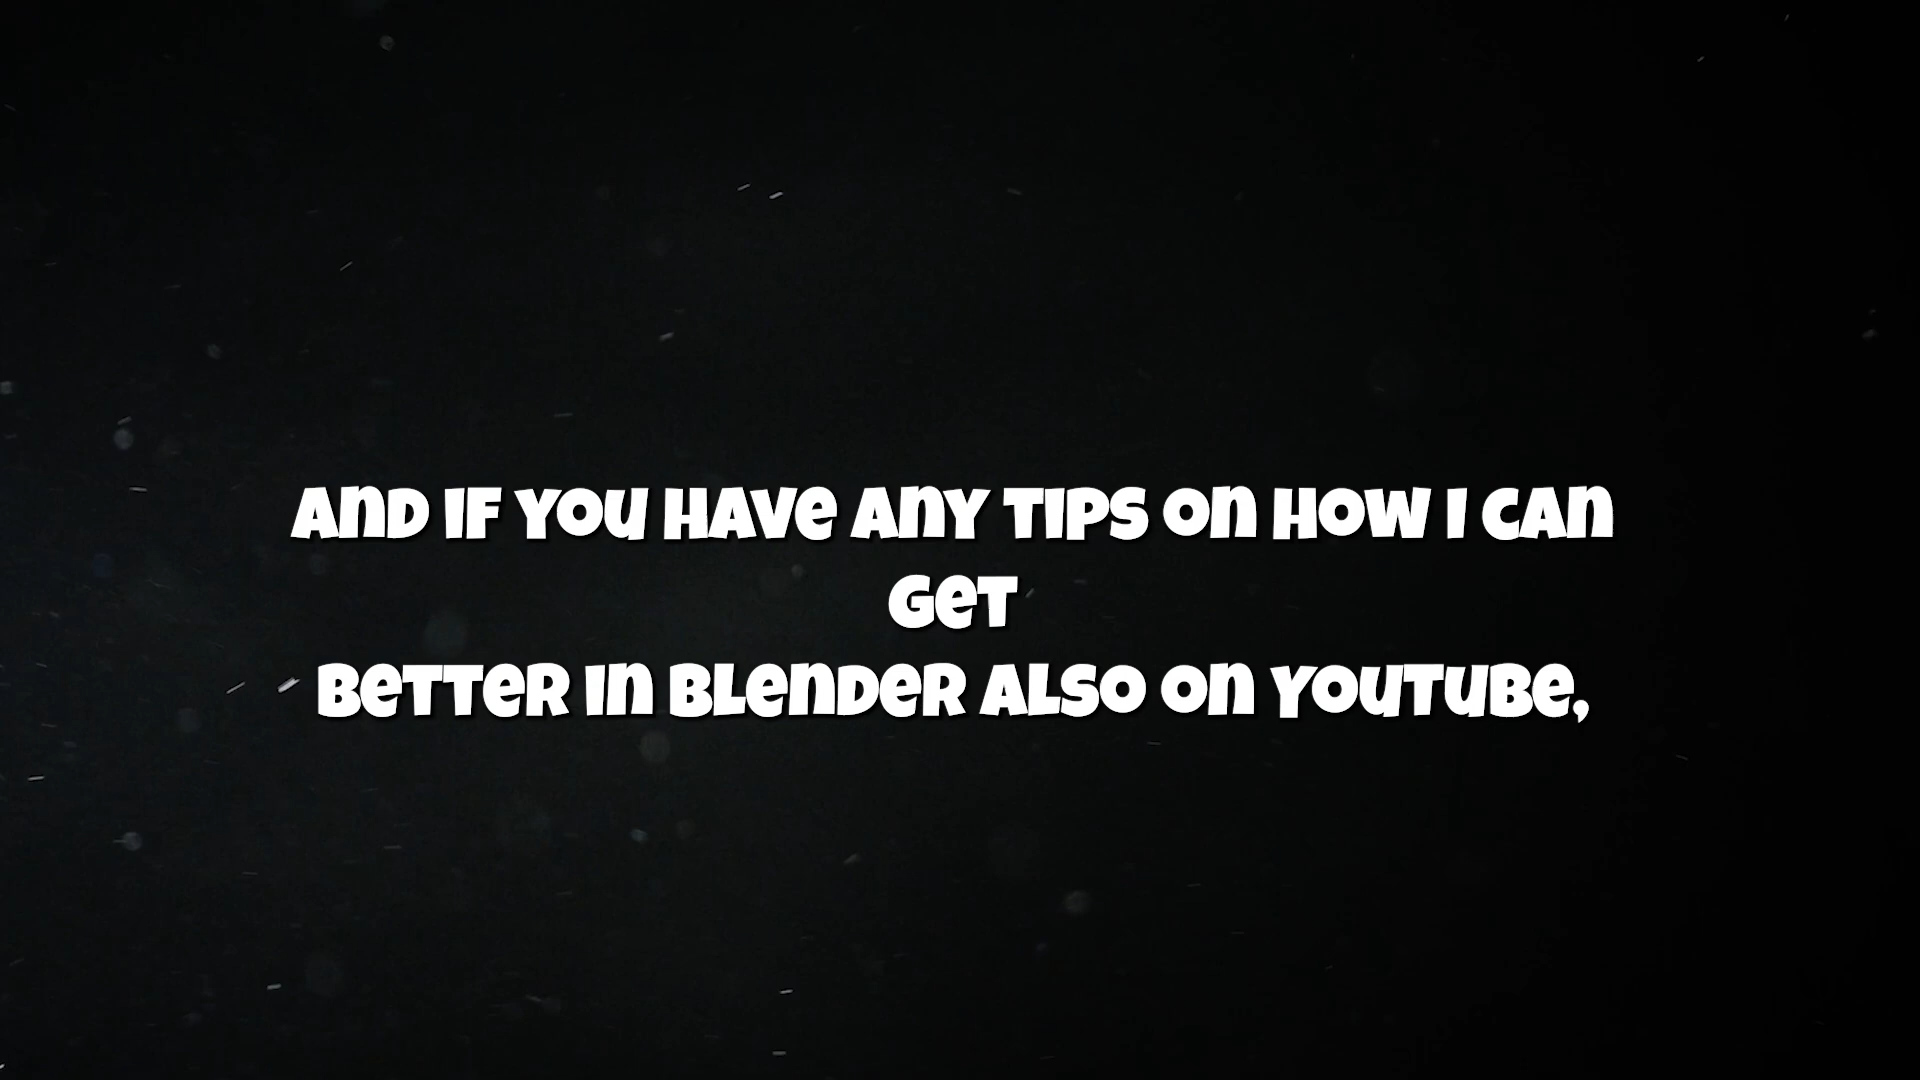 And if you have any tips on how I can
get
better in Blender also on YouTube,